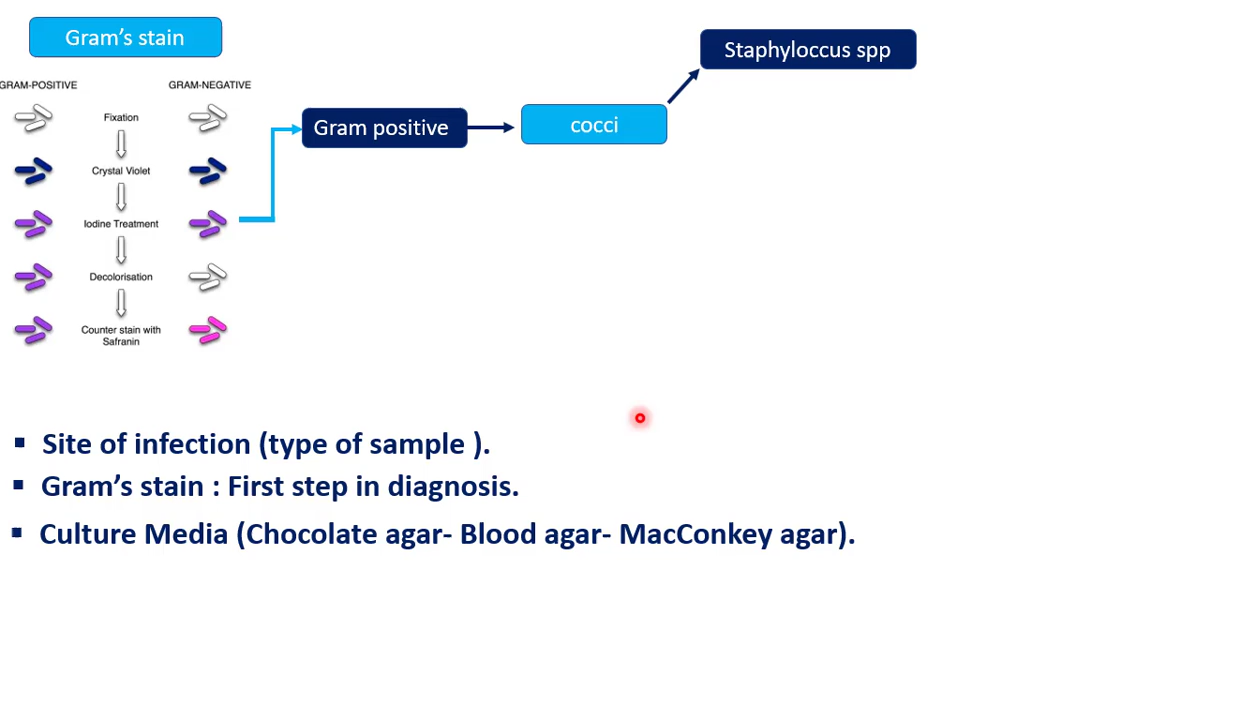 Gram’s stain
Staphyloccus spp
GRAM-POSITIVE
GRAM-NEGATIVE
Fixation
Gram positive
cocci
Crystal Violet
Iodine Treatment
Decolorisation
Counter stain with
Safranin
▪ Site of infection (type of sample ).
▪ Gram’s stain : First step in diagnosis.
▪ Culture Media (Chocolate agar- Blood agar- MacConkey agar).